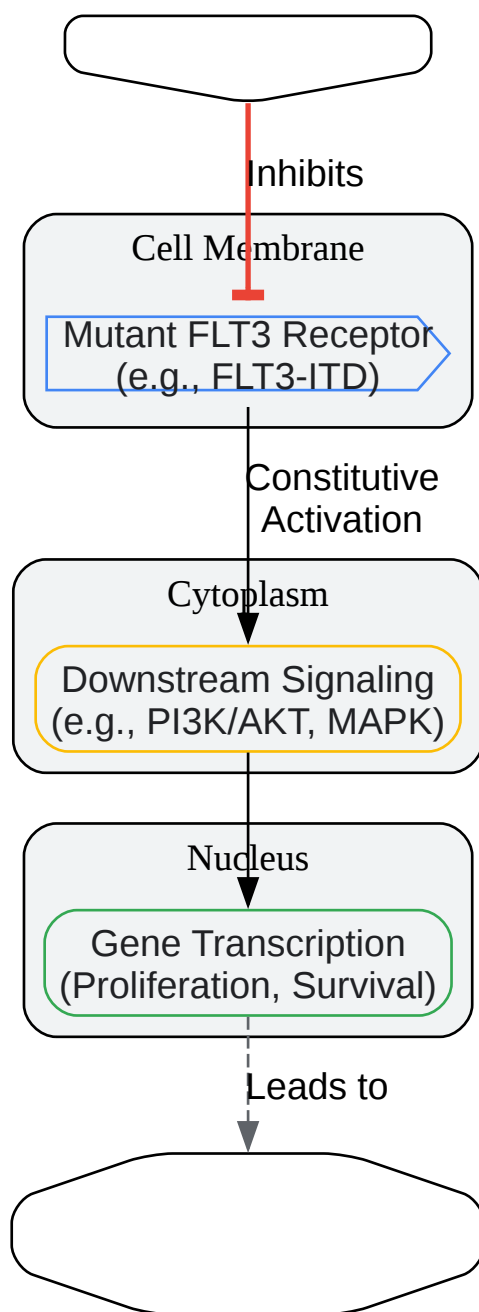 Inhibits
Cell Membrane
Mutant FLT3 Receptor
(e.g., FLT3-ITD)
Constitutive
Activation
Cytoplasm
Downstream Signaling
(e.g., PI3K/AKT, MAPK)
Nucleus
Gene Transcription
(Proliferation, Survival)
Leads to